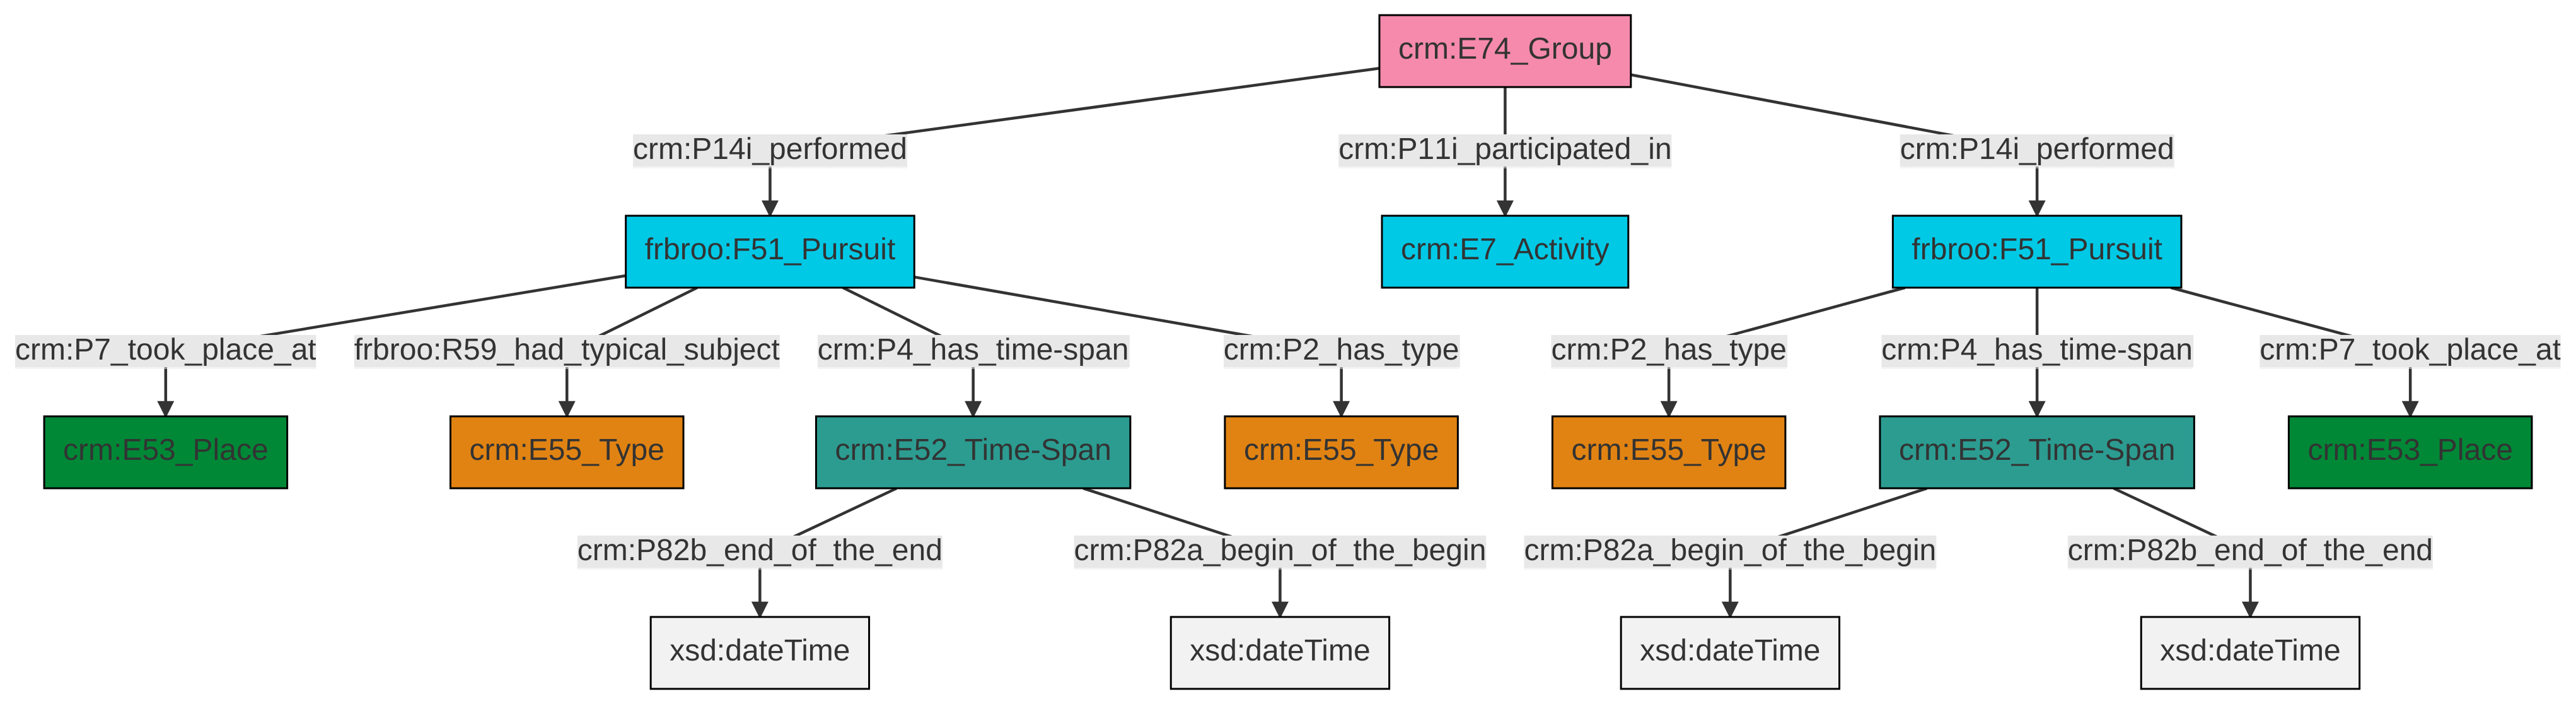 crm:E74_Group
crm:P14i_performed
crm:P11i_participated_in
crm:P14i_performed
frbroo:F51_Pursuit
crm:E7_Activity
frbroo:F51_Pursuit
crm:P7_took_place_at
frbroo:R59_had_typical_subject
crm:P4_has_time-span
crm:P2_has_type
crm:P2_has_type
crm:P4_has_time-span
crm:P7_took_place_at
crm:E53_Place
crm:E55_Type
crm:E52_Time-Span
crm:E55_Type
crm:E55_Type
crm:E52_Time-Span
crm:E53_Place
crm:P82b_end_of_the_end
crm:P82a_begin_of_the_begin
crm:P82a_begin_of_the_begin
crm:P82b_end_of_the_end
xsd:dateTime
xsd:dateTime
xsd:dateTime
xsd:dateTime